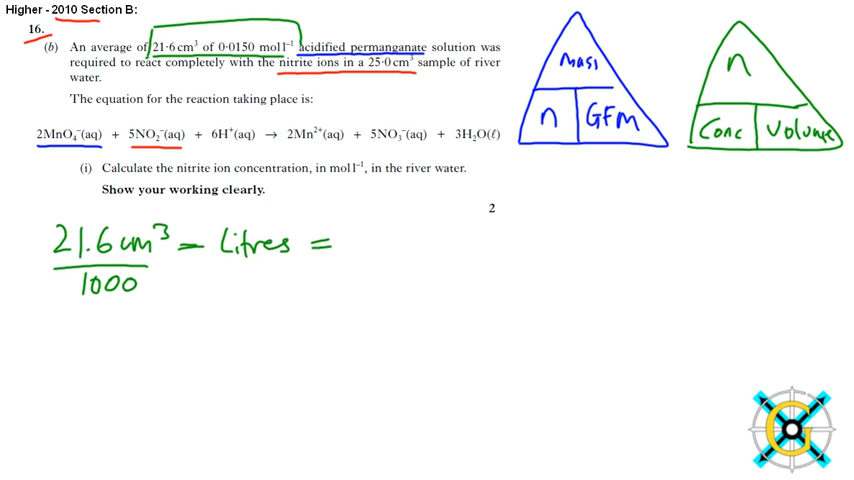 Higher - 2010 Section B:
16.
(b) An average of 21·6 cm³ of 0·0150 mol l⁻¹ acidified permanganate solution was
required to react completely with the nitrite ions in a 25·0 cm³ sample of river
water.
The equation for the reaction taking place is:
2MnO₄⁻(aq) + 5NO₂⁻(aq) + 6H⁺(aq) → 2Mn²⁺(aq) + 5NO₃⁻(aq) + 3H₂O(ℓ)
(i) Calculate the nitrite ion concentration, in mol l⁻¹, in the river water.
Show your working clearly.
2
mass
n GFM
n
Conc Volume
21.6 cm³ = Litres =
1000
G